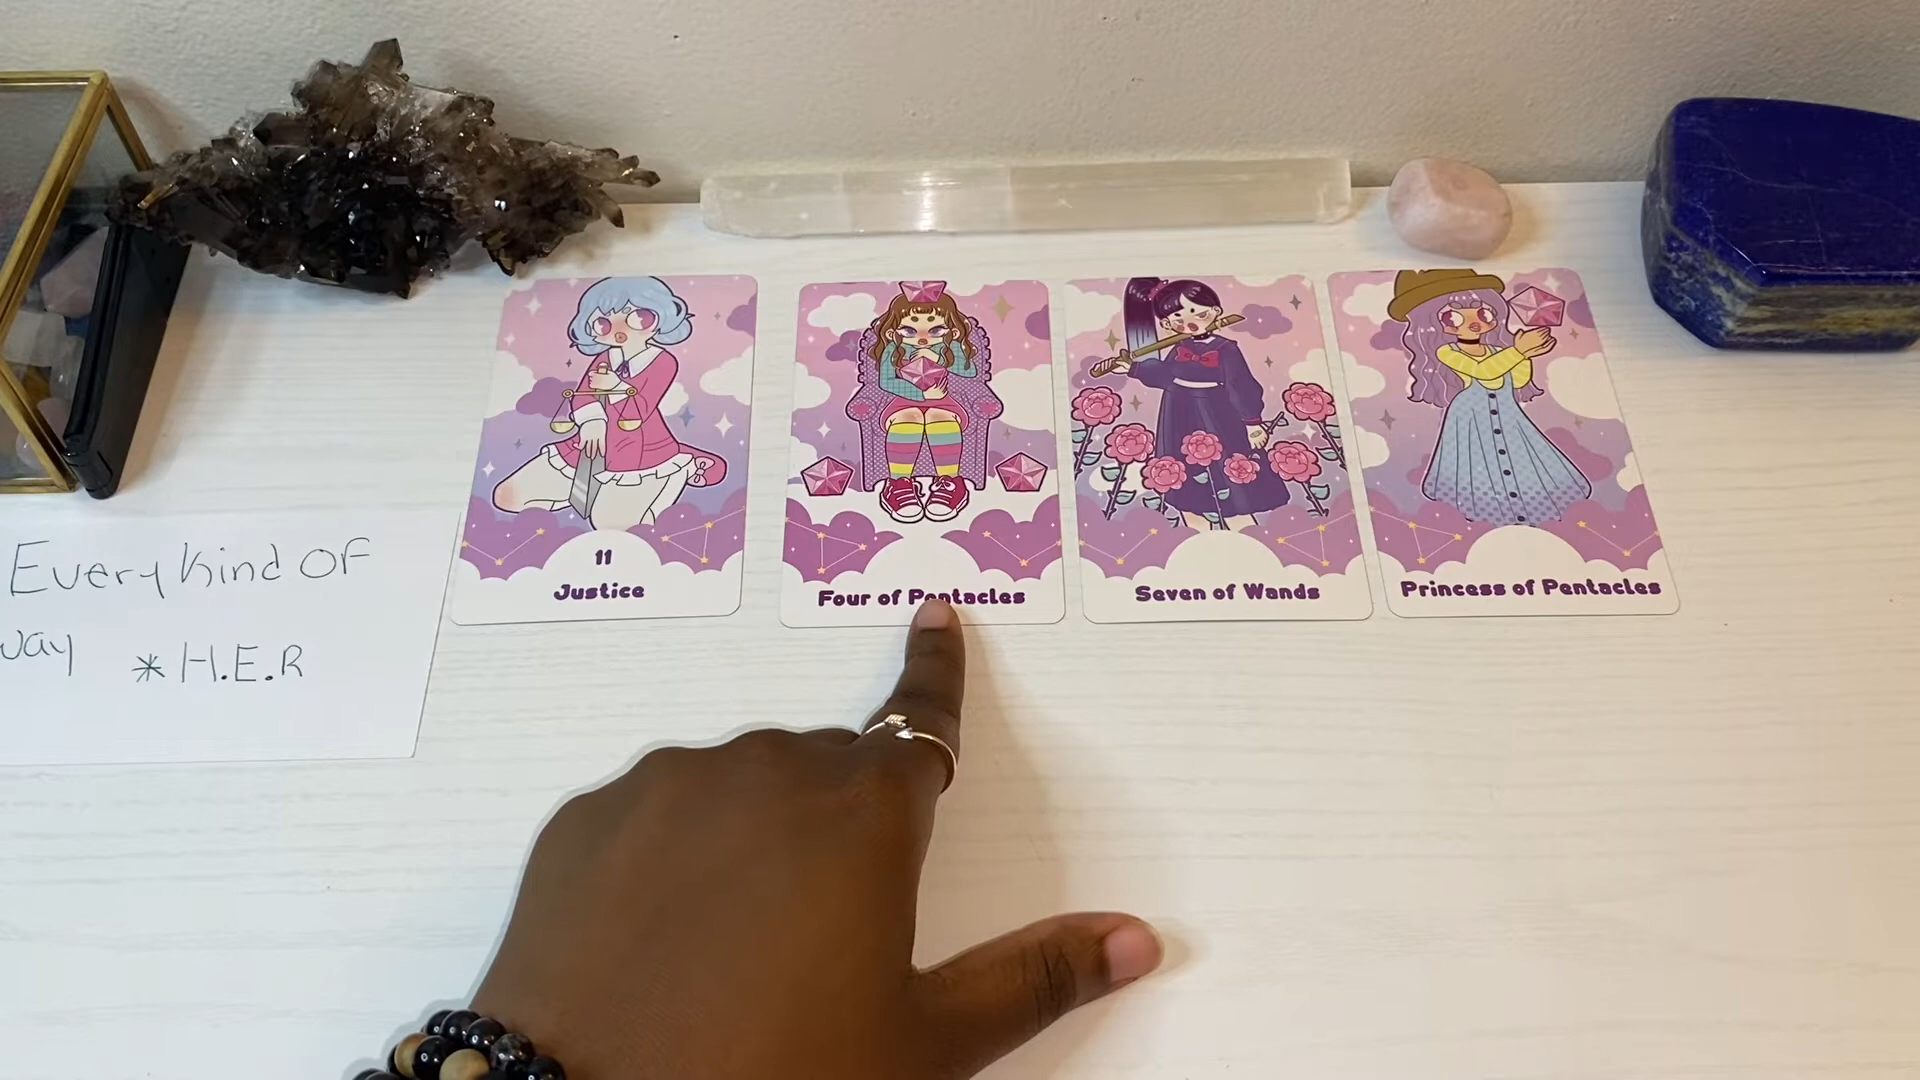 Every Kind OF
way * H.E.R
11
Justice
Four of Pentacles
Seven of Wands
Princess of Pentacles